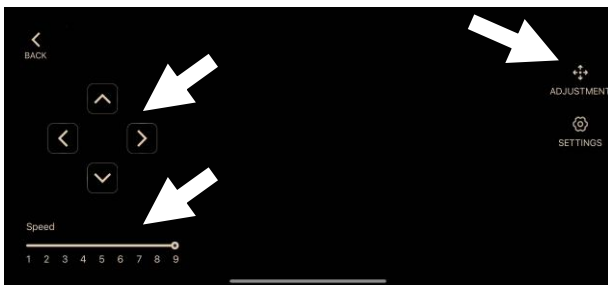 BACK
ADJUSTMENT
SETTINGS
Speed
1 2 3 4 5 6 7 8 9